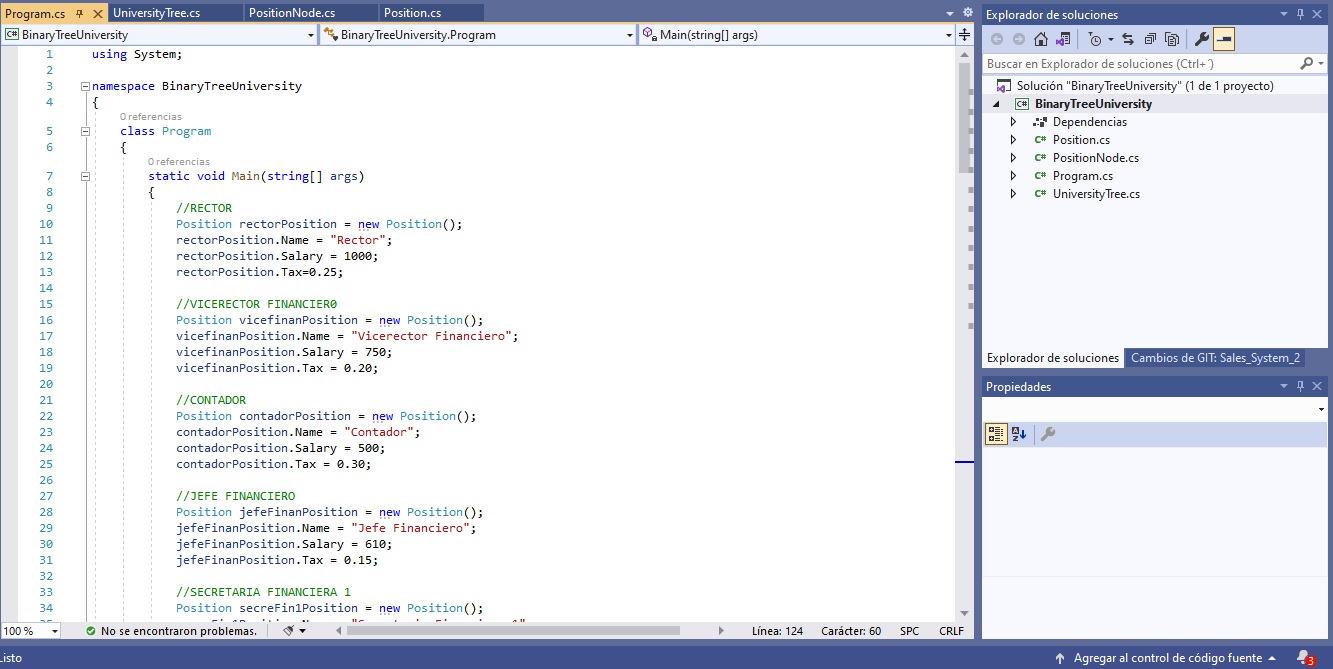 Program.cs
UniversityTree.cs
PositionNode.cs
Position.cs
BinaryTreeUniversity
BinaryTreeUniversity.Program
Main(string[] args)
1 using System;
2
3 namespace BinaryTreeUniversity
4 {
0 referencias
5 class Program
6 {
0 referencias
7 static void Main(string[] args)
8 {
9 //RECTOR
10 Position rectorPosition = new Position();
11 rectorPosition.Name = "Rector";
12 rectorPosition.Salary = 1000;
13 rectorPosition.Tax=0.25;
14
15 //VICERECTOR FINANCIER0
16 Position vicefinanPosition = new Position();
17 vicefinanPosition.Name = "Vicerector Financiero";
18 vicefinanPosition.Salary = 750;
19 vicefinanPosition.Tax = 0.20;
20
21 //CONTADOR
22 Position contadorPosition = new Position();
23 contadorPosition.Name = "Contador";
24 contadorPosition.Salary = 500;
25 contadorPosition.Tax = 0.30;
26
27 //JEFE FINANCIERO
28 Position jefeFinanPosition = new Position();
29 jefeFinanPosition.Name = "Jefe Financiero";
30 jefeFinanPosition.Salary = 610;
31 jefeFinanPosition.Tax = 0.15;
32
33 //SECRETARIA FINANCIERA 1
34 Position secreFin1Position = new Position();
100 %
No se encontraron problemas.
Línea: 124
Carácter: 60
SPC
CRLF
Explorador de soluciones
Buscar en Explorador de soluciones (Ctrl+´)
Solución "BinaryTreeUniversity" (1 de 1 proyecto)
C# BinaryTreeUniversity
Dependencias
C# Position.cs
C# PositionNode.cs
C# Program.cs
C# UniversityTree.cs
Explorador de soluciones
Cambios de GIT: Sales_System_2
Propiedades
Listo
Agregar al control de código fuente
3